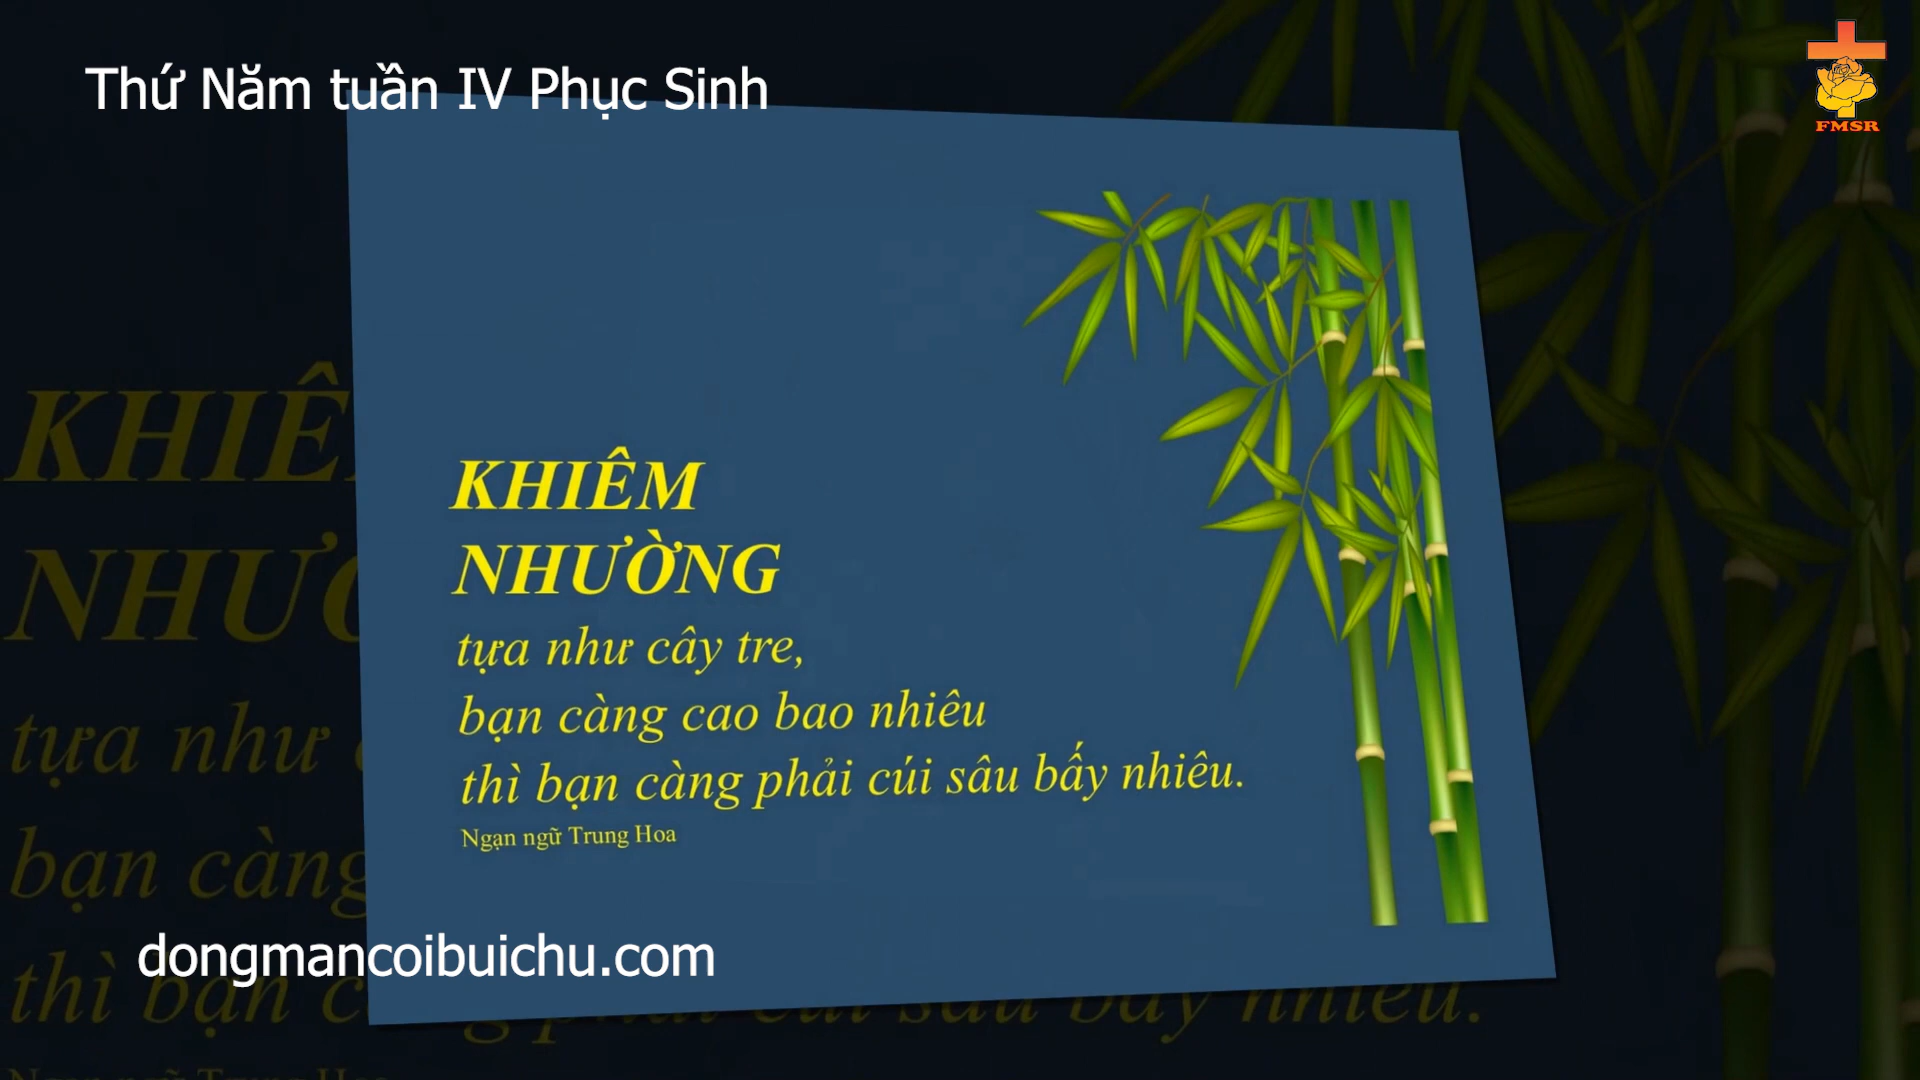 Thứ Năm tuần IV Phục Sinh
FMSR
KHIÊM
NHƯỜNG
tựa như cây tre,
bạn càng cao bao nhiêu
thì bạn càng phải cúi sâu bấy nhiêu.
Ngạn ngữ Trung Hoa
dongmancoibuichu.com